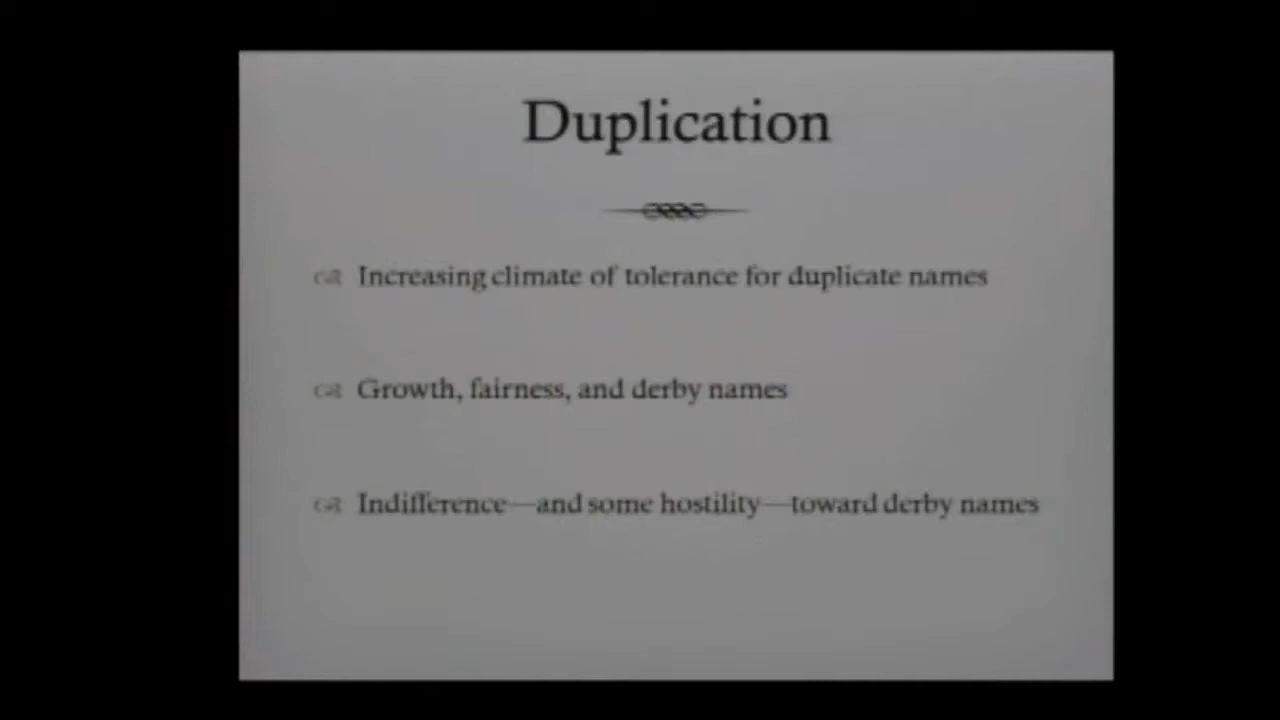 Duplication
Increasing climate of tolerance for duplicate names
Growth, fairness, and derby names
Indifference—and some hostility—toward derby names